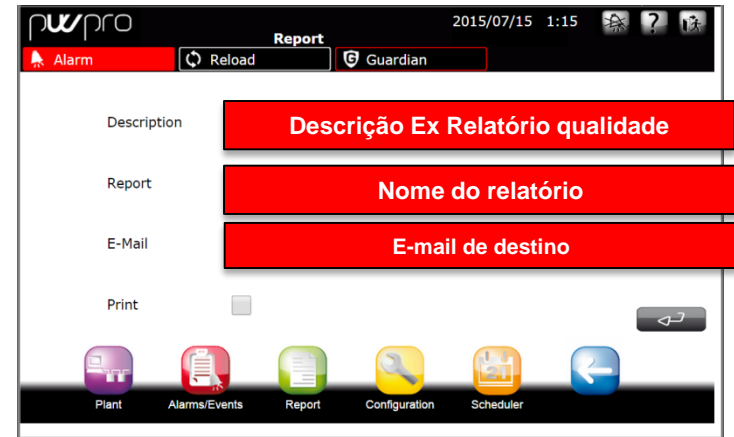 pwpro
Report
2015/07/15 1:15
?
Alarm
Reload
G Guardian
Description
Descrição Ex Relatório qualidade
Report
Nome do relatório
E-Mail
E-mail de destino
Print
21
Plant
Alarms/Events
Report
Configuration
Scheduler